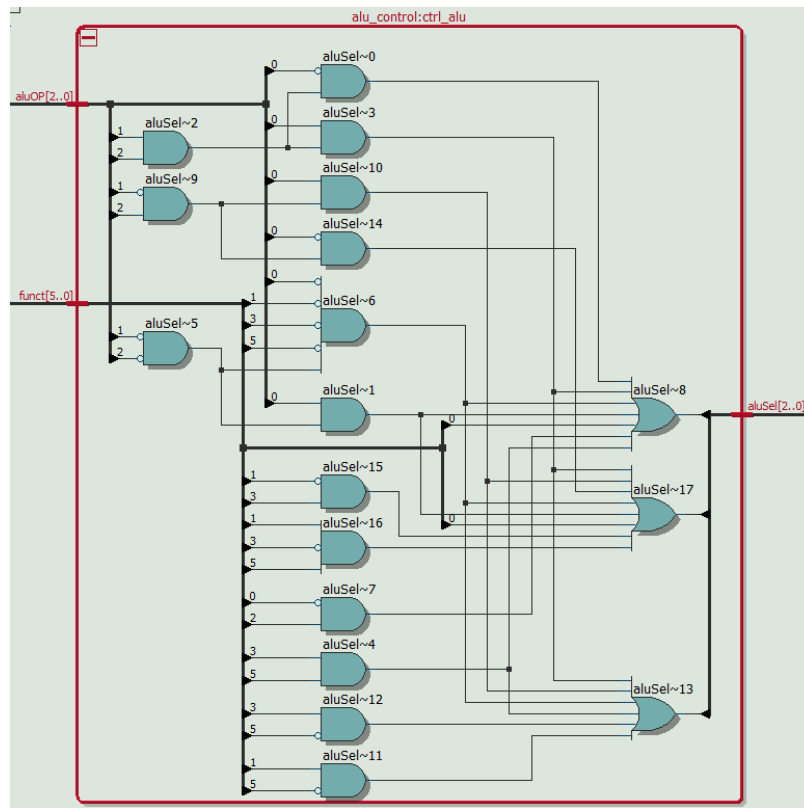 alu_control:ctrl_alu
aluSel~0
0
aluOP[2..0]
aluSel~2
0
aluSel~3
1
2
aluSel~9
0
aluSel~10
1
2
0
aluSel~14
0
funct[5..0]
1
aluSel~6
3
aluSel~5
1
5
2
aluSel~1
0
aluSel~8
aluSel[2..0]
0
aluSel~15
1
3
aluSel~17
aluSel~16
1
0
3
5
aluSel~7
0
2
aluSel~4
3
5
aluSel~13
aluSel~12
3
5
aluSel~11
1
5